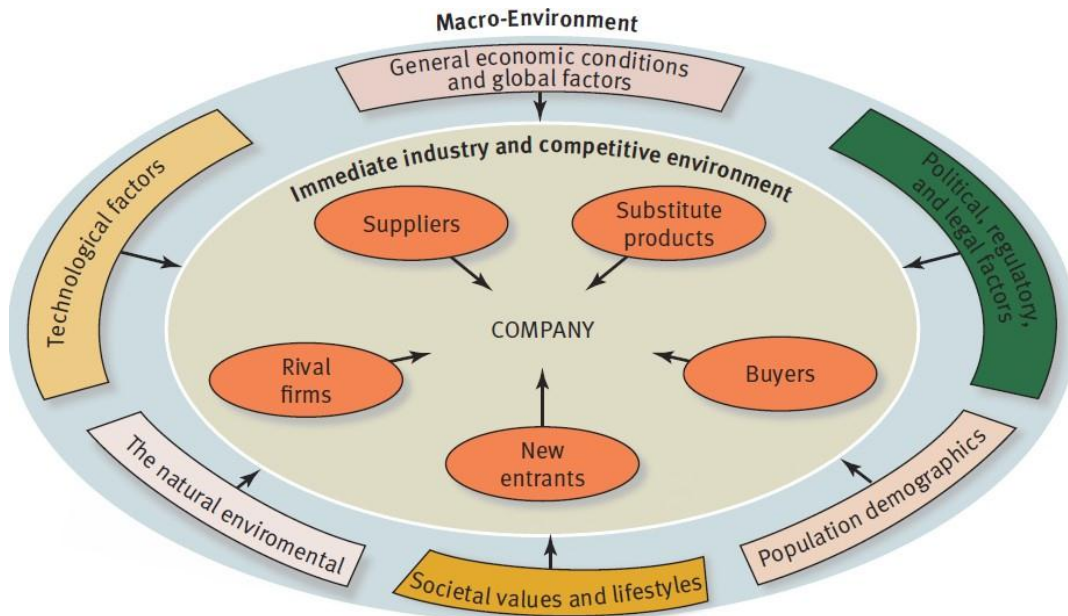 Macro-Environment
General economic conditions
and global factors
Immediate industry and competitive environment
Technological factors
Political, regulatory,
and legal factors
Suppliers
Substitute
products
COMPANY
Rival
firms
Buyers
New
entrants
The natural enviromental
Population demographics
Societal values and lifestyles